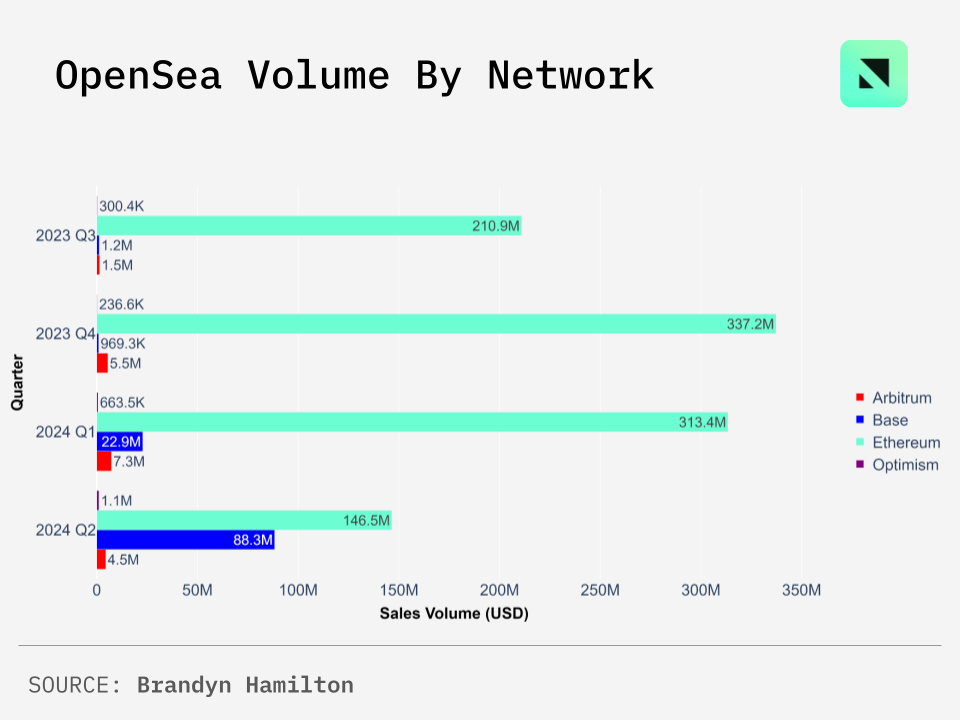 OpenSea Volume By Network
300.4K
210.9M
2023 Q3
1.2M
1.5M
236.6K
337.2M
2023 Q4
969.3K
5.5M
Quarter
663.5K
313.4M
2024 Q1
22.9M
7.3M
1.1M
146.5M
2024 Q2
88.3M
4.5M
0 50M 100M 150M 200M 250M 300M 350M
Sales Volume (USD)
Arbitrum
Base
Ethereum
Optimism
SOURCE: Brandyn Hamilton